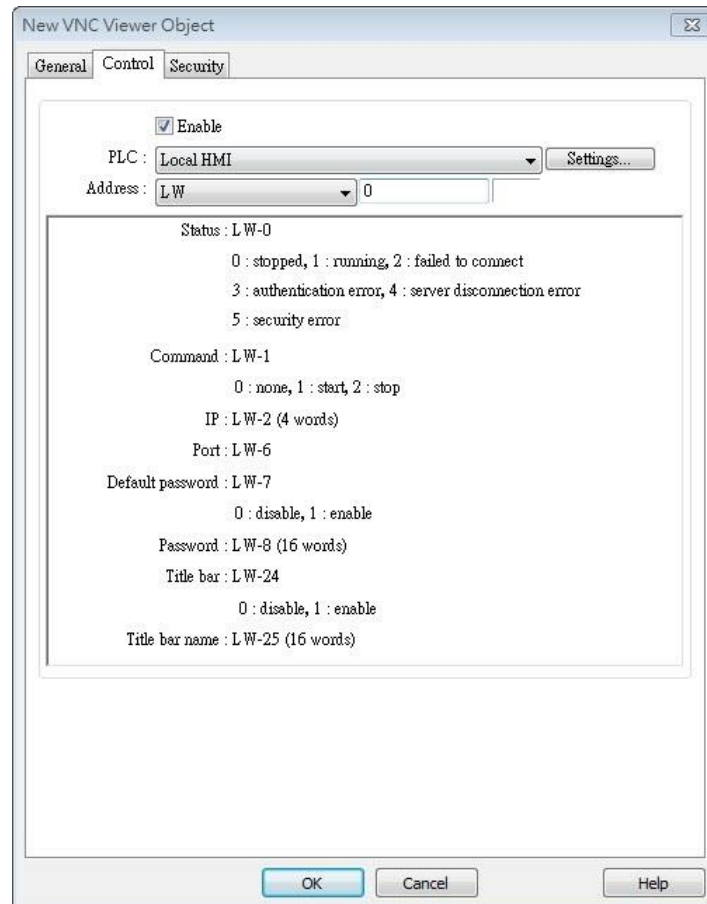 New VNC Viewer Object
General Control Security
Enable
PLC : Local HMI Settings...
Address : LW 0
Status : LW-0
0 : stopped, 1 : running, 2 : failed to connect
3 : authentication error, 4 : server disconnection error
5 : security error
Command : LW-1
0 : none, 1 : start, 2 : stop
IP : LW-2 (4 words)
Port : LW-6
Default password : LW-7
0 : disable, 1 : enable
Password : LW-8 (16 words)
Title bar : LW-24
0 : disable, 1 : enable
Title bar name : LW-25 (16 words)
OK Cancel Help